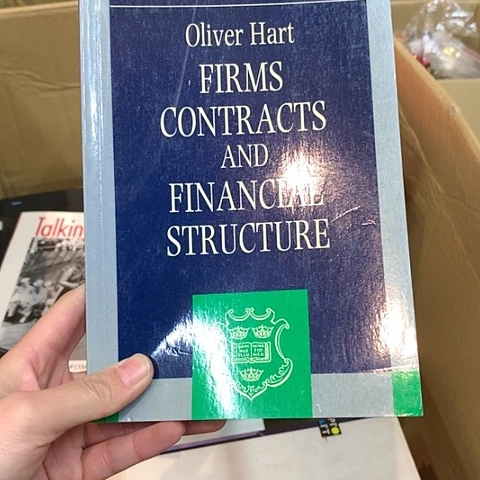 Oliver Hart
FIRMS
CONTRACTS
AND
FINANCIAL
STRUCTURE
Talkin